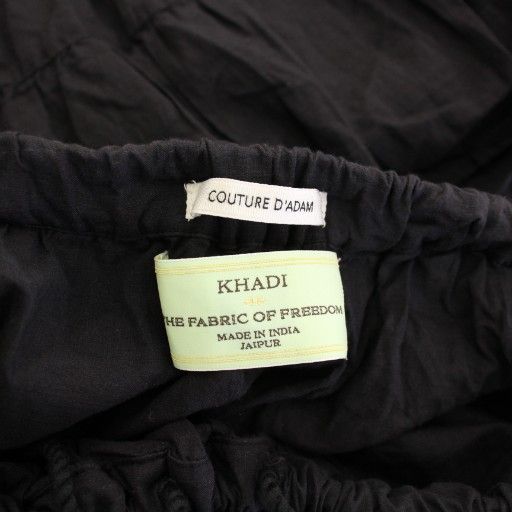 COUTURE D'ADAM
KHADI
THE FABRIC OF FREEDOM
MADE IN INDIA
JAIPUR